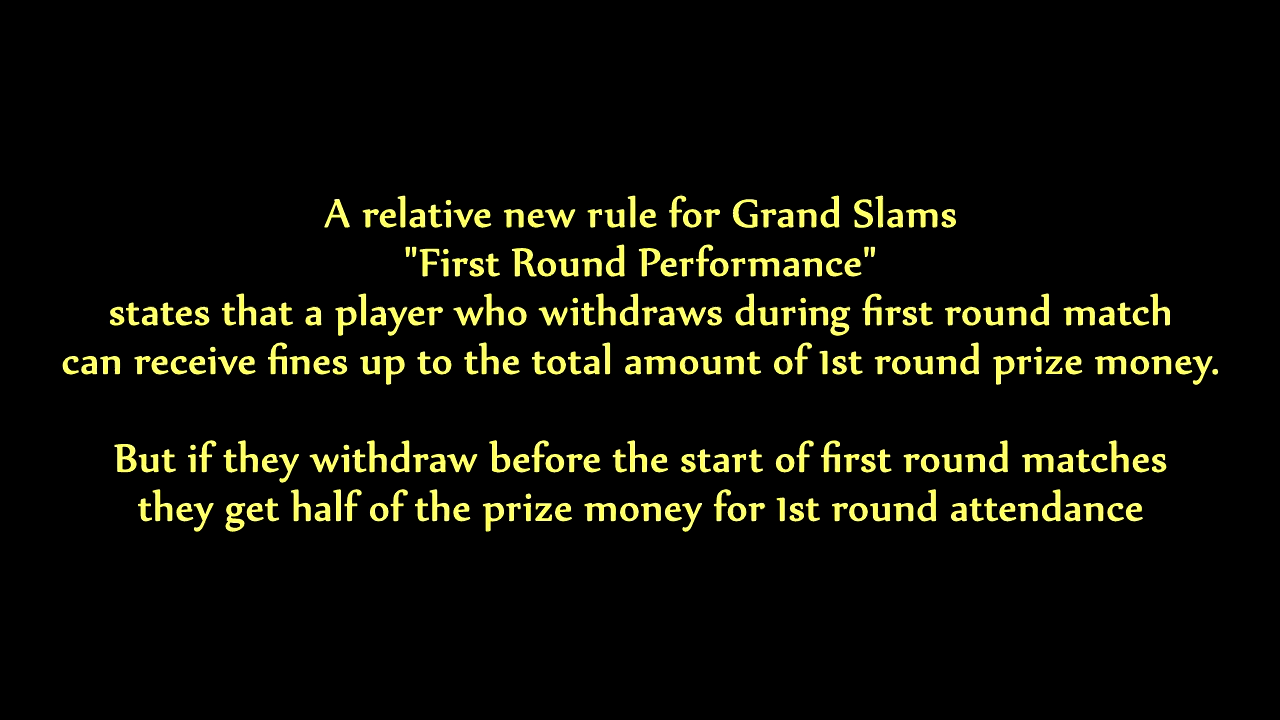 A relative new rule for Grand Slams
"First Round Performance"
states that a player who withdraws during first round match
can receive fines up to the total amount of 1st round prize money.
But if they withdraw before the start of first round matches
they get half of the prize money for 1st round attendance